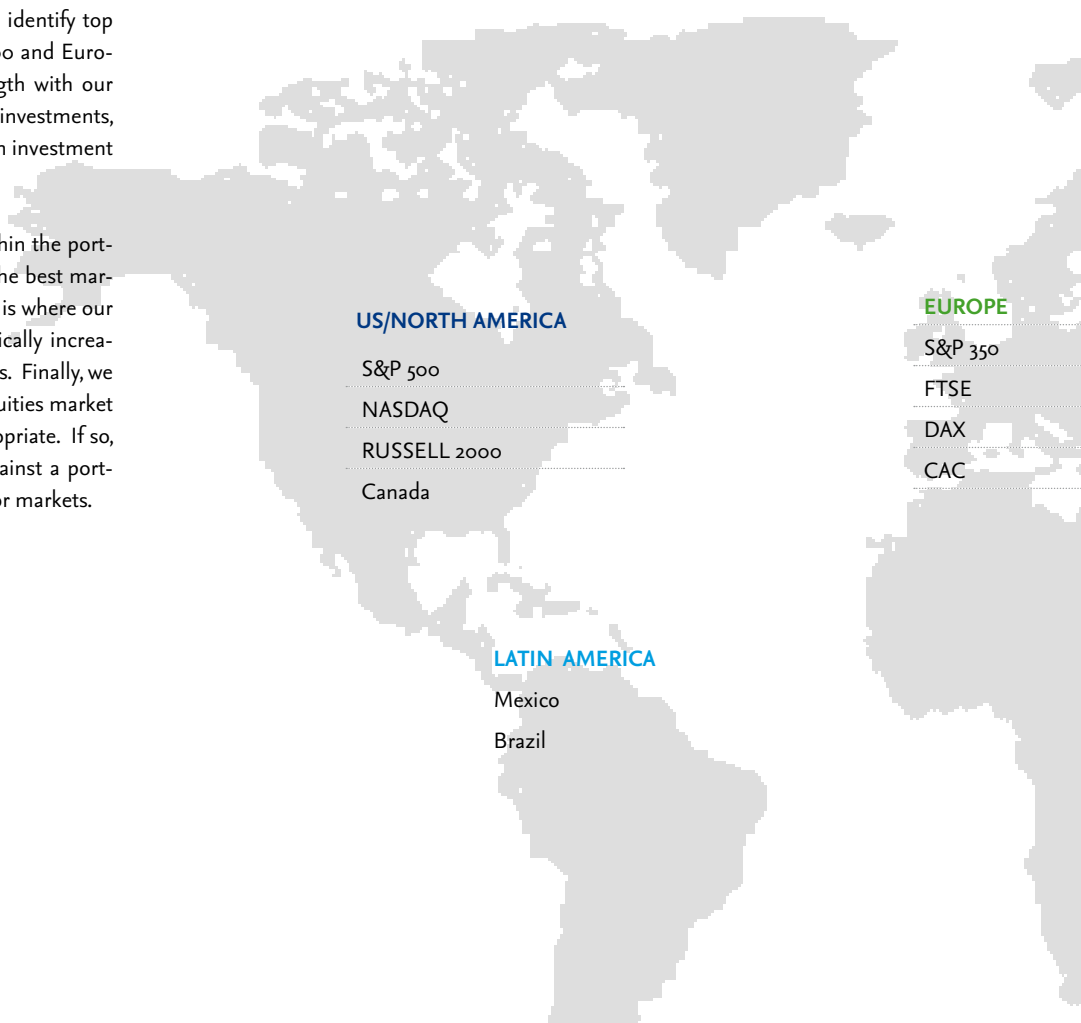 identify top
oo and Euro-
gth with our
investments,
n investment
hin the port-
he best mar-
is where our
ically increa-
s. Finally, we
uities market
opriate. If so,
ainst a port-
or markets.
US/NORTH AMERICA
S&P 500
NASDAQ
RUSSELL 2000
Canada
LATIN AMERICA
Mexico
Brazil
EUROPE
S&P 350
FTSE
DAX
CAC